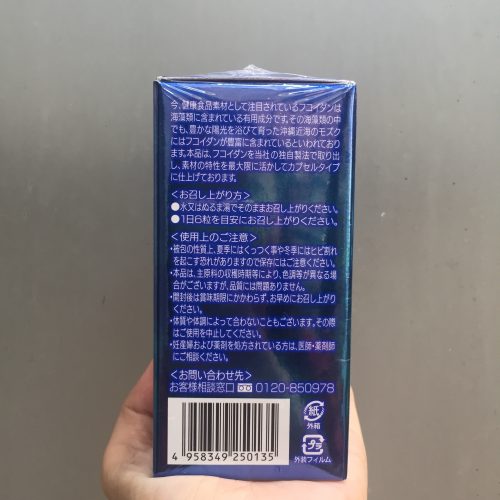 今、健康食品素材として注目されているフコイダンは
海藻類に含まれている有用成分です。その海藻類の中
でも、豊かな陽光を浴びて育った沖縄近海のモズク
にはフコイダンが豊富に含まれているといわれてお
ります。本品は、フコイダンを当社の独自製法で取り出
し、素材の特性を最大限に活かしてカプセルタイプ
に仕上げております。
<お召し上がり方>
●水又はぬるま湯でそのままお召し上がりください。
●1日6粒を目安にお召し上がりください。
<使用上のご注意>
・被包の性質上、夏季にはくっつく事や冬季にはヒビ割れ
を起こす恐れがありますので保存にはご注意ください。
・本品は、主原料の収穫時期等により、色調等が異なる場
合がございますが、品質には問題ありません。
・開封後は賞味期限にかかわらず、お早めにお召し上がり
ください。
・体質や体調によって合わないこともございます。その際
はご使用を中止してください。
・妊産婦および薬剤を処方されている方は、医師・薬剤師
にご相談ください。
<お問い合わせ先>
お客様相談窓口 0120-850978
紙
外箱
プラ
外装フィルム
4 958349 250135